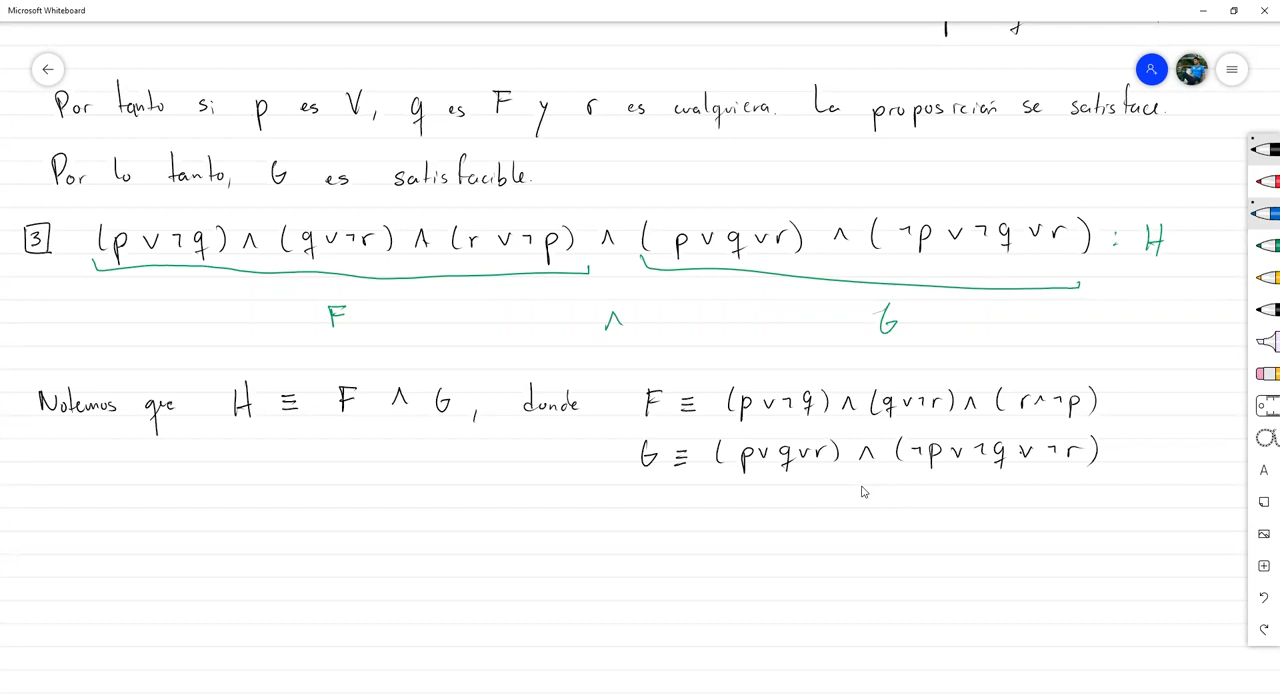 Microsoft Whiteboard
Por tanto si p es V, q es F y r es cualquiera. La proposición se satisface.
Por lo tanto, G es satisfacible.
3 (p ∨ ¬q) ∧ (q ∨ ¬r) ∧ (r ∨ ¬p) ∧ (p ∨ q ∨ r) ∧ (¬p ∨ ¬q ∨ r) : H
F ∧ G
Notemos que H ≡ F ∧ G, donde F ≡ (p ∨ ¬q) ∧ (q ∨ ¬r) ∧ (r ∧ ¬p)
G ≡ (p ∨ q ∨ r) ∧ (¬p ∨ ¬q ∨ ¬r)